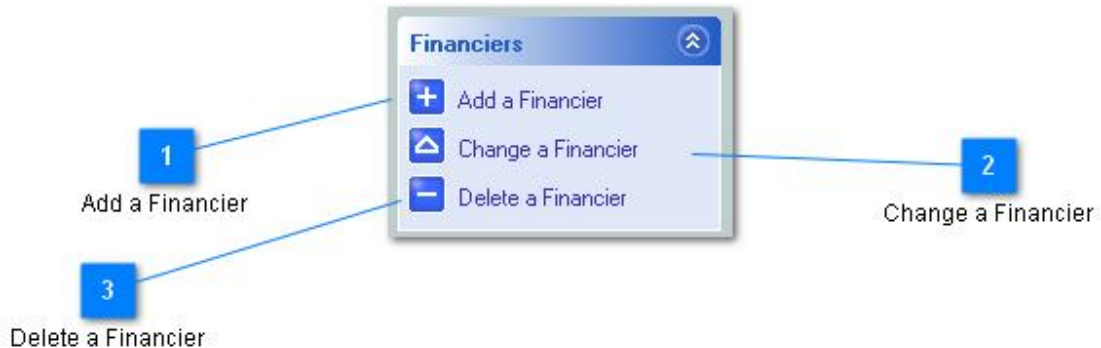 Financiers
Add a Financier
1
Change a Financier
2
Add a Financier
Delete a Financier
Change a Financier
3
Delete a Financier